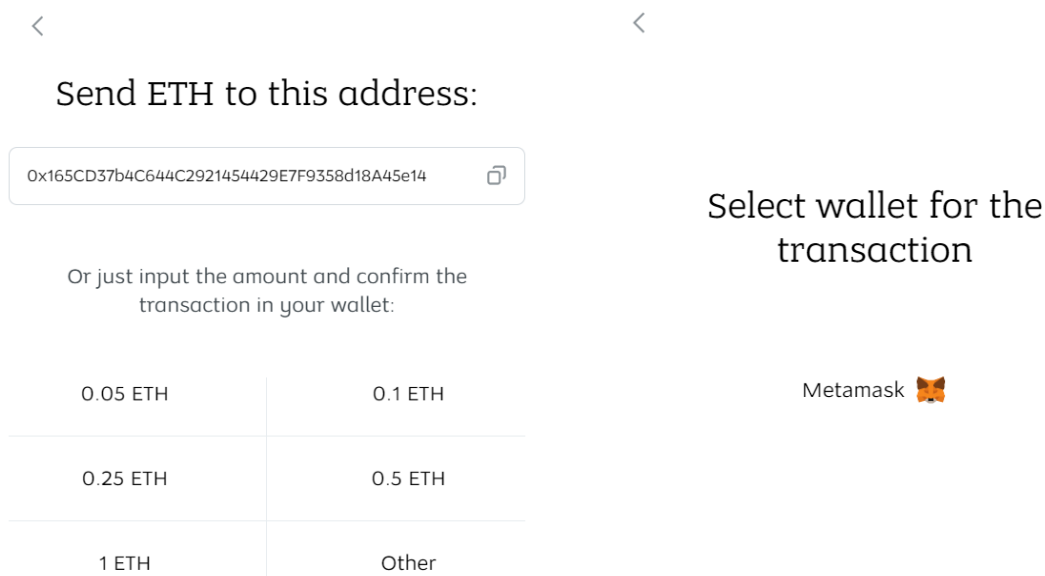 Send ETH to this address:
0x165CD37b4C644C2921454429E7F9358d18A45e14
Or just input the amount and confirm the
transaction in your wallet:
0.05 ETH
0.1 ETH
0.25 ETH
0.5 ETH
1 ETH
Other
Select wallet for the
transaction
Metamask